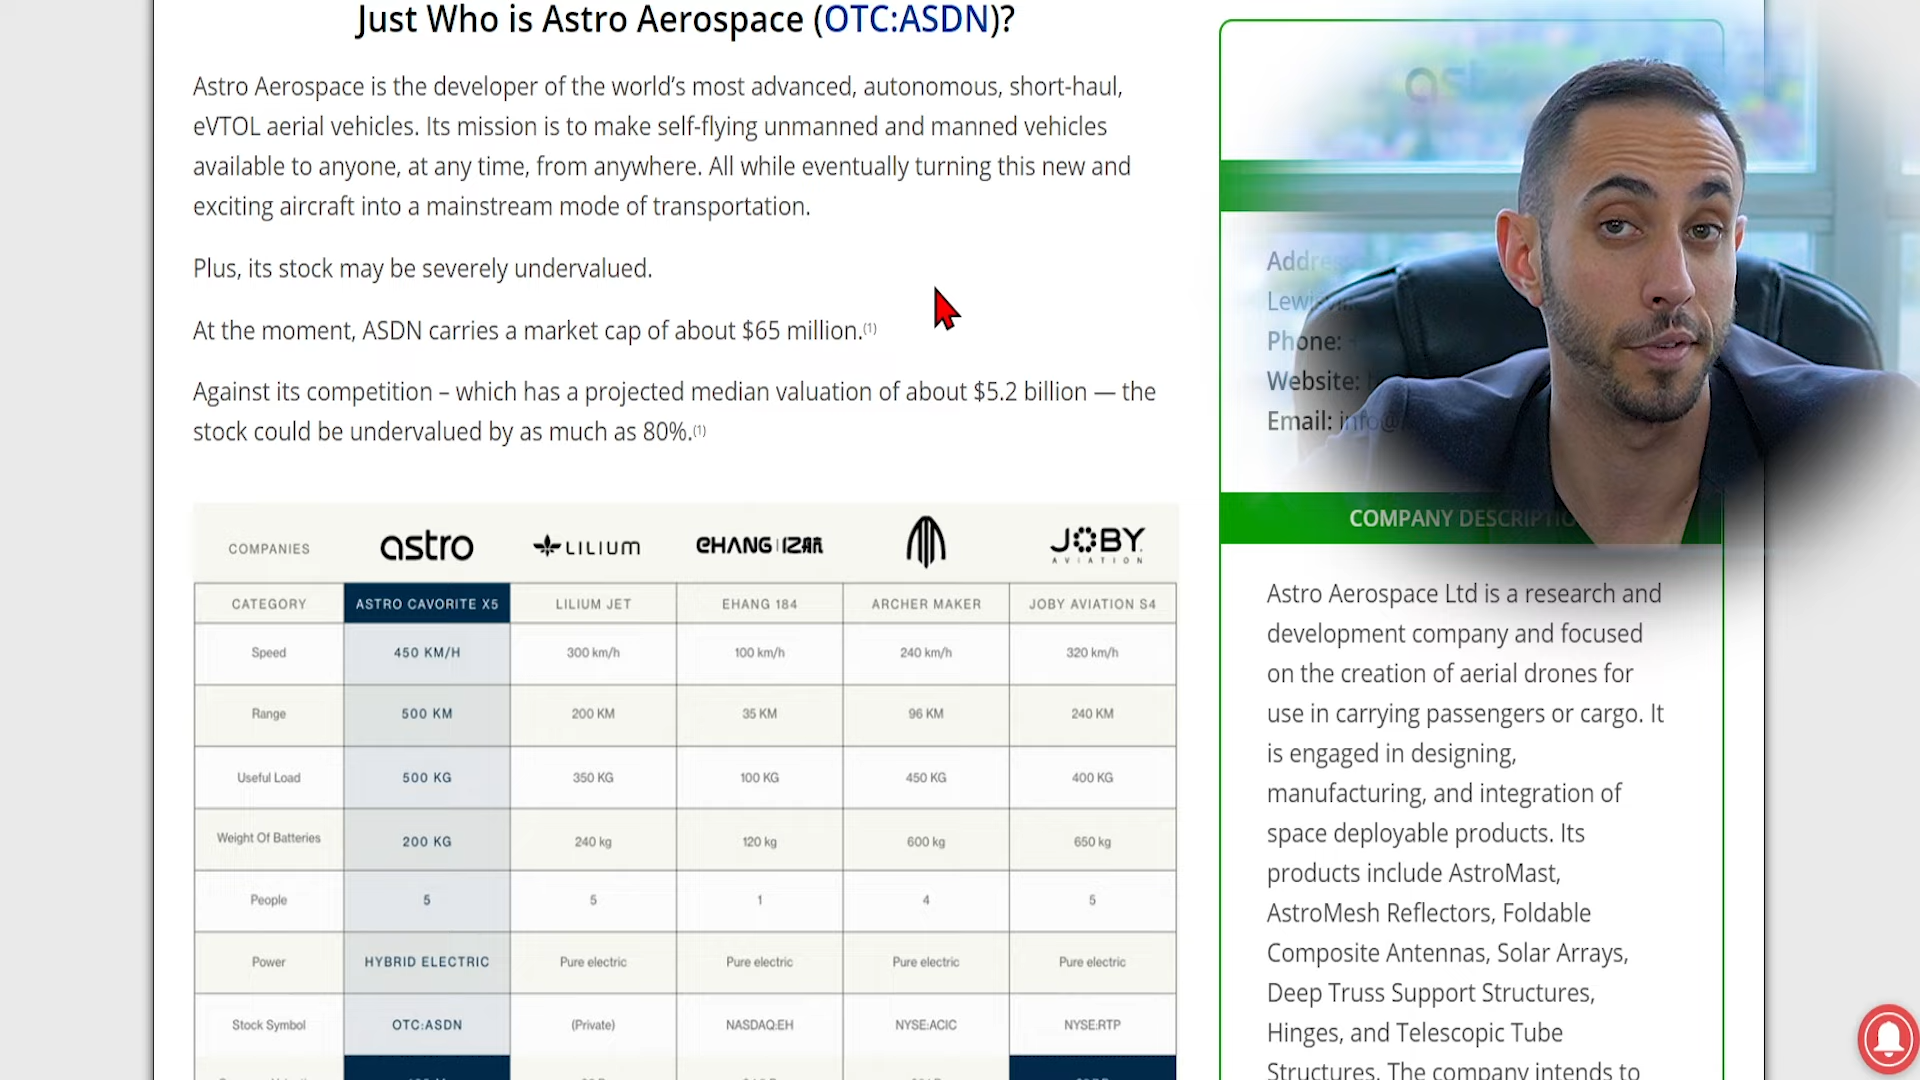 Just Who is Astro Aerospace (OTC:ASDN)?
Astro Aerospace is the developer of the world’s most advanced, autonomous, short-haul,
eVTOL aerial vehicles. Its mission is to make self-flying unmanned and manned vehicles
available to anyone, at any time, from anywhere. All while eventually turning this new and
exciting aircraft into a mainstream mode of transportation.
Plus, its stock may be severely undervalued.
At the moment, ASDN carries a market cap of about $65 million.(1)
Against its competition – which has a projected median valuation of about $5.2 billion — the
stock could be undervalued by as much as 80%.(1)
COMPANIES astro LILIUM EHANG 亿航 JOBY AVIATION
CATEGORY ASTRO CAVORITE X5 LILIUM JET EHANG 184 ARCHER MAKER JOBY AVIATION S4
Speed 450 KM/H 300 km/h 100 km/h 240 km/h 320 km/h
Range 500 KM 200 KM 35 KM 96 KM 240 KM
Useful Load 500 KG 350 KG 100 KG 450 KG 400 KG
Weight Of Batteries 200 KG 240 kg 120 kg 600 kg 650 kg
People 5 5 1 4 5
Power HYBRID ELECTRIC Pure electric Pure electric Pure electric Pure electric
Stock Symbol OTC:ASDN (Private) NASDAQ:EH NYSE:ACIC NYSE:RTP
Phone:
Website:
Email: info@
COMPANY DESCRIPTIO
Astro Aerospace Ltd is a research and
development company and focused
on the creation of aerial drones for
use in carrying passengers or cargo. It
is engaged in designing,
manufacturing, and integration of
space deployable products. Its
products include AstroMast,
AstroMesh Reflectors, Foldable
Composite Antennas, Solar Arrays,
Deep Truss Support Structures,
Hinges, and Telescopic Tube
Structures. The company intends to